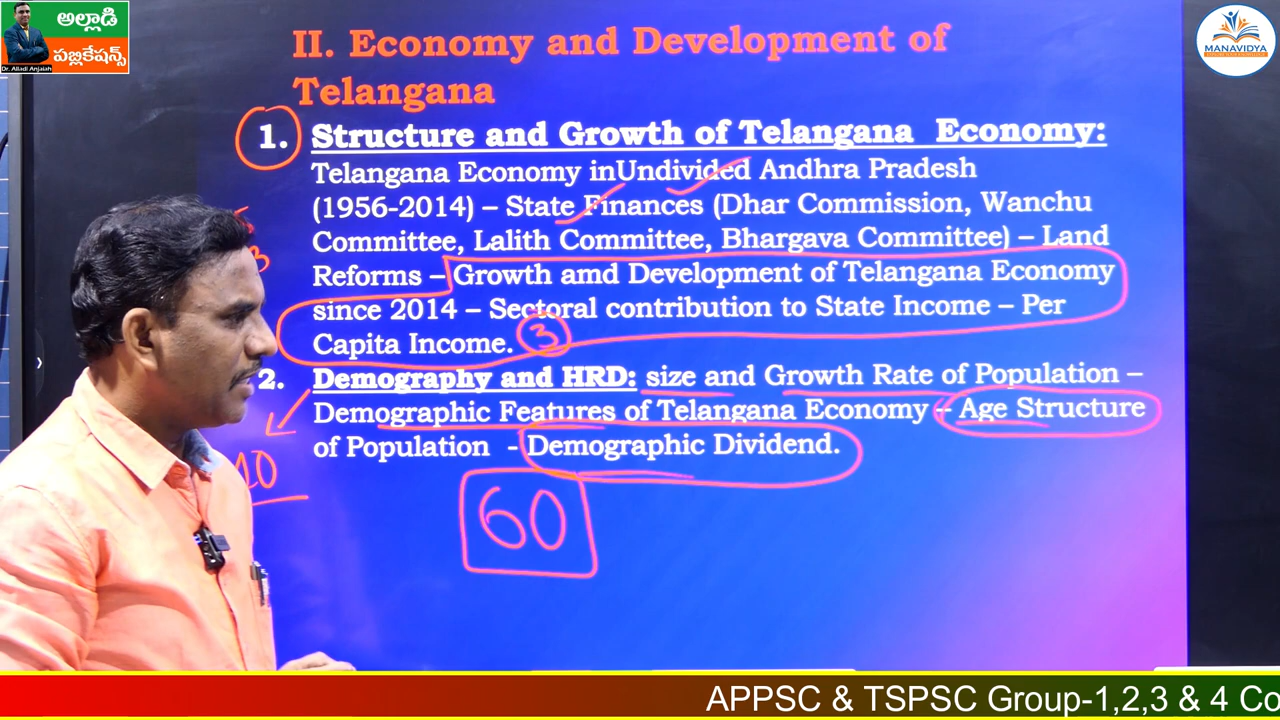 అల్లాడి
పబ్లికేషన్స్
Dr. Alladi Anjaiah
MANAVIDYA
II. Economy and Development of
Telangana
1. Structure and Growth of Telangana Economy:
Telangana Economy inUndivided Andhra Pradesh
(1956-2014) – State Finances (Dhar Commission, Wanchu
Committee, Lalith Committee, Bhargava Committee) – Land
Reforms – Growth amd Development of Telangana Economy
since 2014 – Sectoral contribution to State Income – Per
Capita Income. 3
2. Demography and HRD: size and Growth Rate of Population –
Demographic Features of Telangana Economy – Age Structure
of Population - Demographic Dividend.
10
60
APPSC & TSPSC Group-1,2,3 & 4 Co